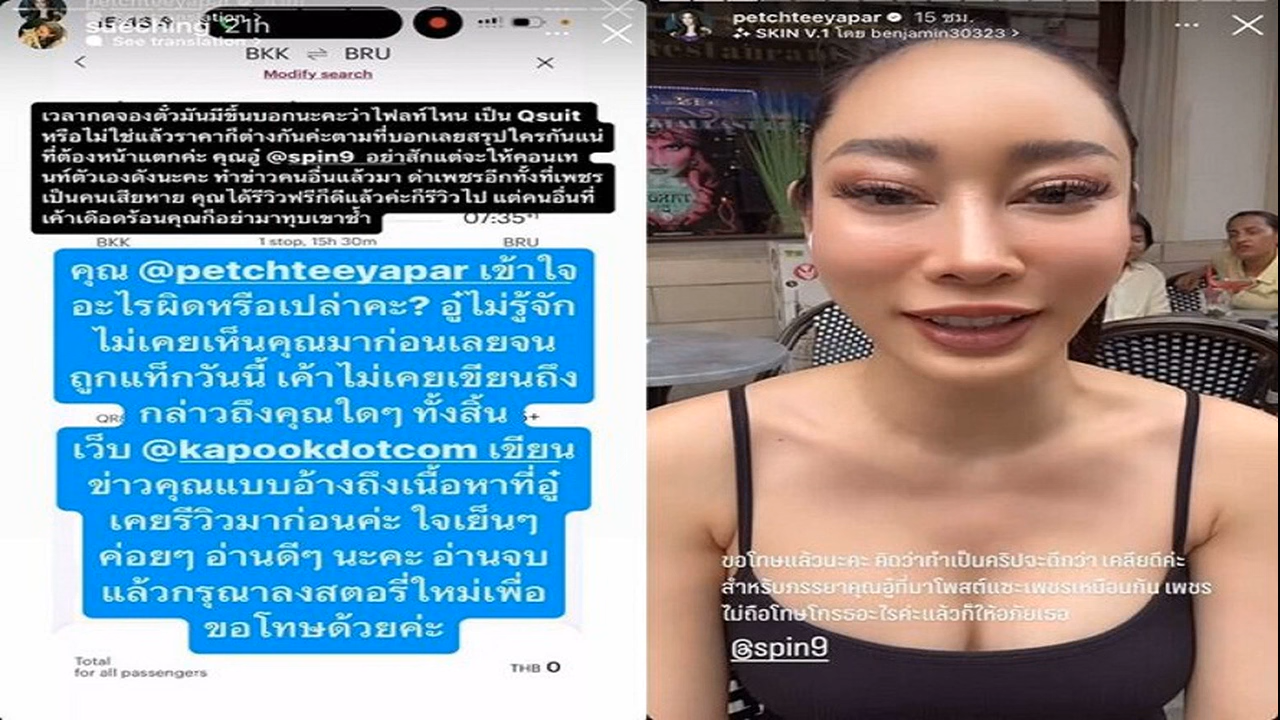 sueching 21h
See translation >
BKK ⇌ BRU
Modify search
เวลากดจองตั๋วมันมีขึ้นบอกนะคะว่าไฟลท์ไหน เป็น Qsuit
หรือไม่ใช่แล้วราคาก็ต่างกันค่ะตามที่บอกเลยสรุปใครกันแน่
ที่ต้องหน้าแตกค่ะ คุณอู๋ @spin9 อย่าสักแต่จะให้คอนเท
นท์ตัวเองดังนะคะ ทำข่าวคนอื่นแล้วมา ด่าเพชรอีกทั้งที่เพชร
เป็นคนเสียหาย คุณได้รีวิวฟรีก็ดีแล้วค่ะก็รีวิวไป แต่คนอื่นที่
เค้าเดือดร้อนคุณก็อย่ามาทุบเขาซ้ำ
07:35+1
BKK 1 stop, 15h 30m BRU
คุณ @petchteeyapar เข้าใจ
อะไรผิดหรือเปล่าคะ? อู๋ไม่รู้จัก
ไม่เคยเห็นคุณมาก่อนเลยจน
ถูกแท็กวันนี้ เค้าไม่เคยเขียนถึง
กล่าวถึงคุณใดๆ ทั้งสิ้น
เว็บ @kapookdotcom เขียน
ข่าวคุณแบบอ้างถึงเนื้อหาที่อู๋
เคยรีวิวมาก่อนค่ะ ใจเย็นๆ
ค่อยๆ อ่านดีๆ นะคะ อ่านจบ
แล้วกรุณาลงสตอรี่ใหม่เพื่อ
ขอโทษด้วยค่ะ
Total
for all passengers
THB 0
petchteeyapar 15 ชม.
SKIN V.1 โดย benjamin30323 >
ขอโทษแล้วนะคะ คิดว่าทำเป็นคริปจะดีกว่า เคลียดีค่ะ
สำหรับภรรยาคุณอู๋ที่มาโพสต์แซะเพชรเหมือนกัน เพชร
ไม่ถือโทษโกรธอะไรค่ะแล้วก็ให้อภัยเธอ
@spin9